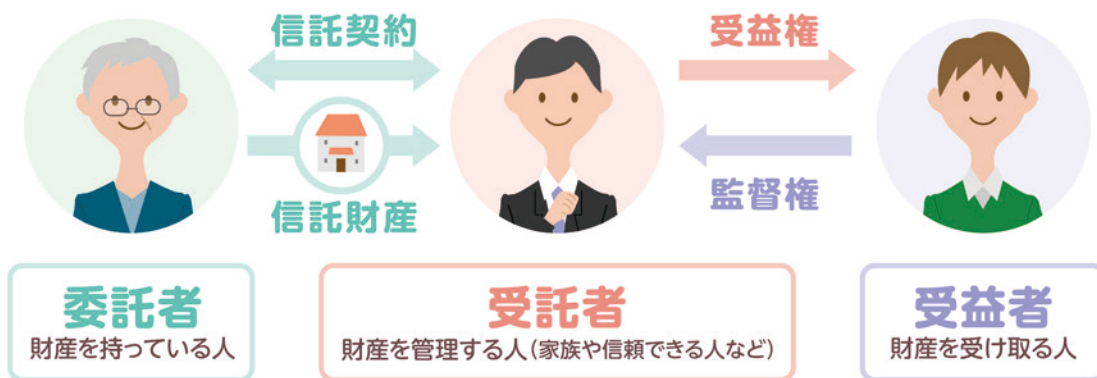 信託契約
受益権
信託財産
監督権
委託者
財産を持っている人
受託者
財産を管理する人（家族や信頼できる人など）
受益者
財産を受け取る人